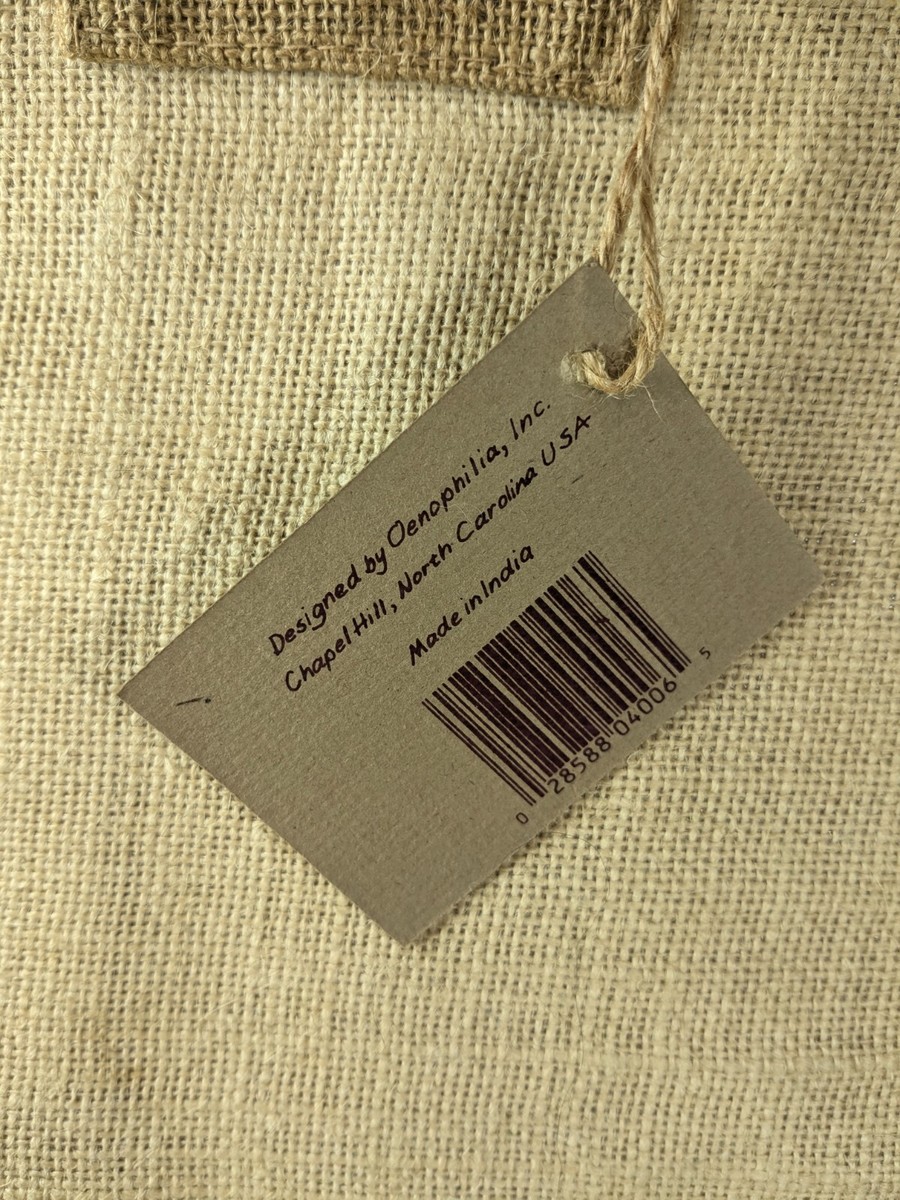 Designed by Oenophilia, Inc.
Chapel Hill, North Carolina USA
Made in India
0 28588 04006 5